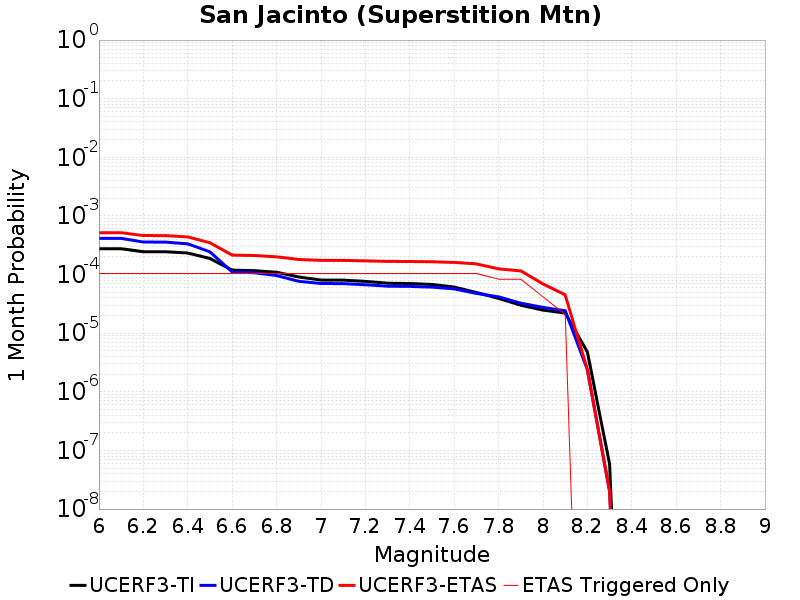 San Jacinto (Superstition Mtn)
1 Month Probability
10^0
10^-1
10^-2
10^-3
10^-4
10^-5
10^-6
10^-7
10^-8
6 6.2 6.4 6.6 6.8 7 7.2 7.4 7.6 7.8 8 8.2 8.4 8.6 8.8 9
Magnitude
UCERF3-TI UCERF3-TD UCERF3-ETAS ETAS Triggered Only